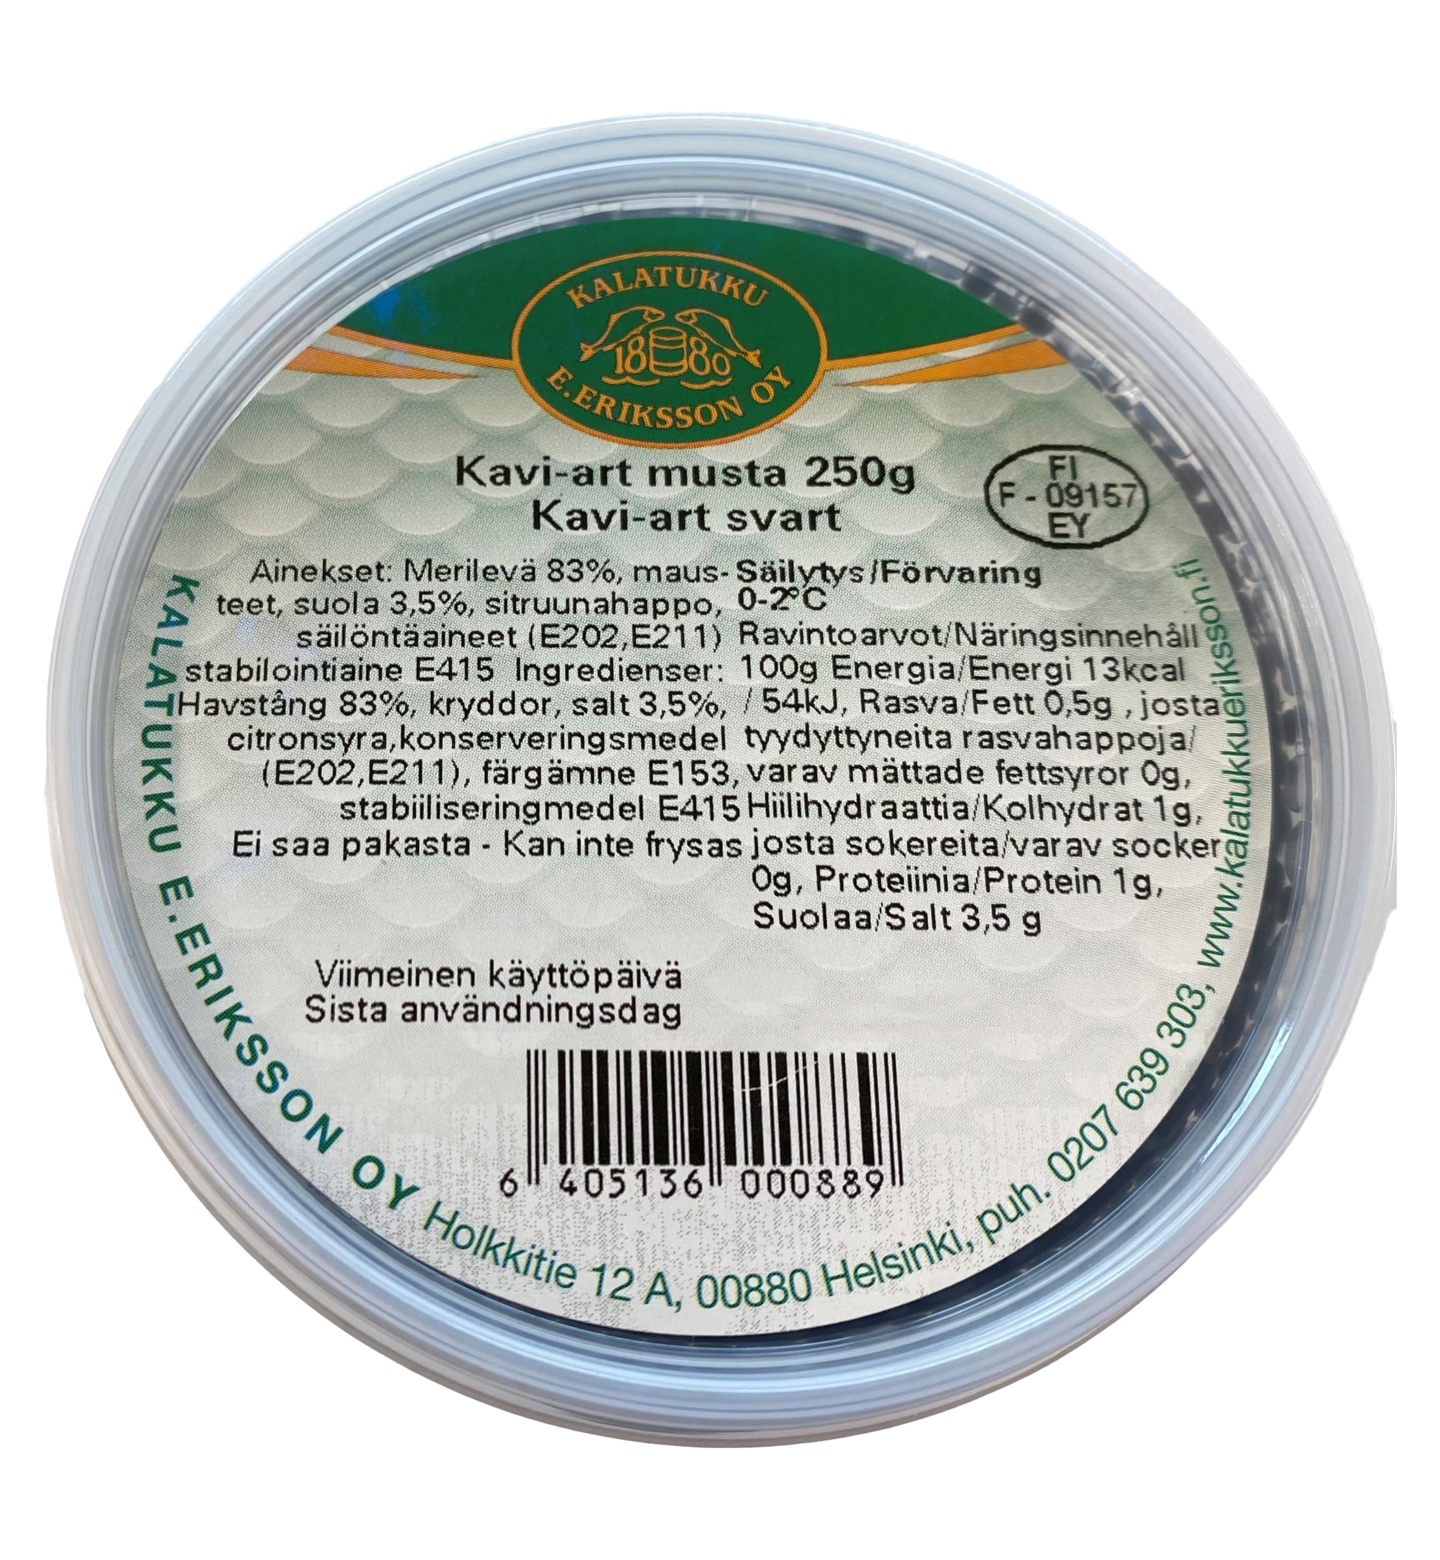 KALATUKKU
1880
E.ERIKSSON OY
Kavi-art musta 250g
Kavi-art svart
FI
F - 09157
EY
Ainekset: Merilevä 83%, maus-
teet, suola 3,5%, sitruunahappo,
säilöntäaineet (E202,E211)
stabilointiaine E415 Ingredienser:
Havstång 83%, kryddor, salt 3,5%,
citronsyra,konserveringsmedel
(E202,E211), färgämne E153,
stabiiliseringmedel E415
Ei saa pakasta - Kan inte frysas
Säilytys/Förvaring
0-2°C
Ravintoarvot/Näringsinnehåll
100g Energia/Energi 13kcal
/ 54kJ, Rasva/Fett 0,5g , josta
tyydyttyneita rasvahappoja/
varav mättade fettsyror 0g,
Hiilihydraattia/Kolhydrat 1g,
josta sokereita/varav socker
0g, Proteiinia/Protein 1g,
Suolaa/Salt 3,5 g
Viimeinen käyttöpäivä
Sista användningsdag
6 405136 000889
KALATUKKU E.ERIKSSON OY Holkkitie 12 A, 00880 Helsinki, puh. 0207 639 303, www.kalatukkueriksson.fi